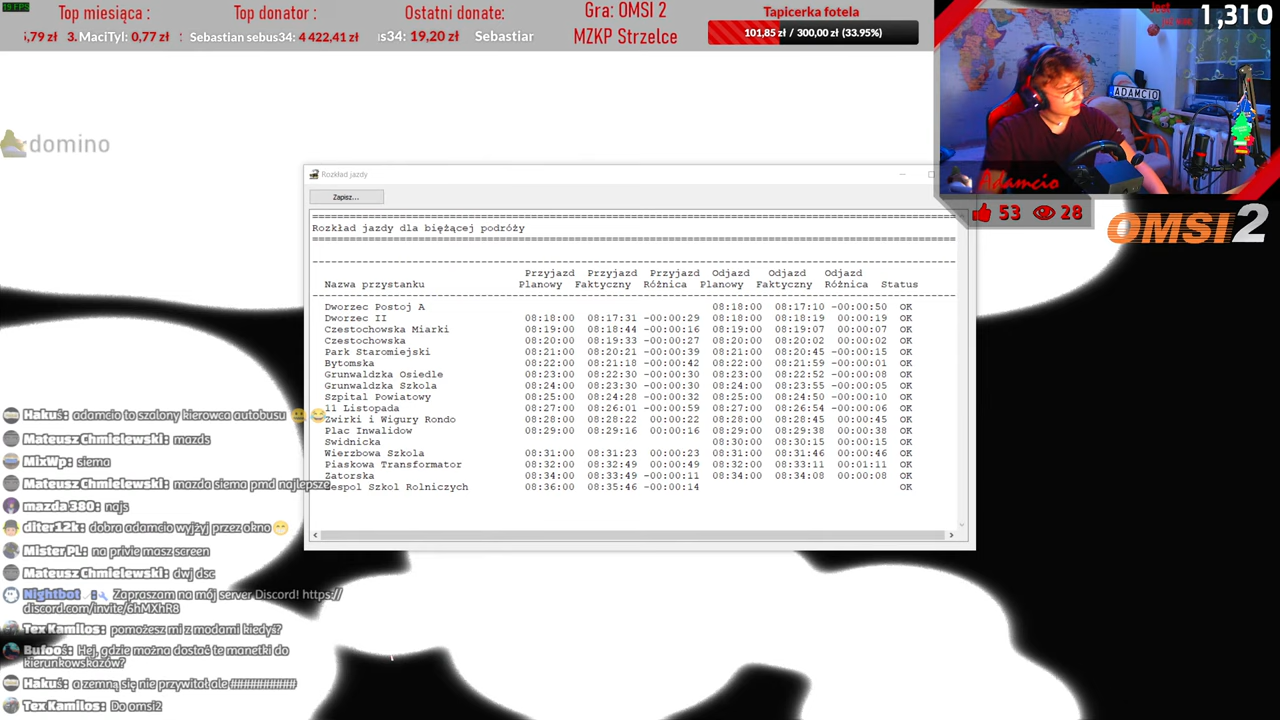 19 FPS
Top miesiąca :
,79 zł 3. MaciTyl: 0,77 zł
Top donator :
Sebastian sebus34: 4 422,41 zł
Ostatni donate:
s34: 19,20 zł Sebastiar
Gra: OMSI 2
MZKP Strzelce
Tapicerka fotela
101,85 zł / 300,00 zł (33.95%)
Jest
1,310
ADAMCIO
Adamcio
53 28
OMSI 2
domino
Rozkład jazdy
Zapisz...
Rozkład jazdy dla biężącej podróży
Przyjazd Przyjazd Przyjazd Odjazd Odjazd Odjazd
Nazwa przystanku Planowy Faktyczny Różnica Planowy Faktyczny Różnica Status
Dworzec Postoj A 08:18:00 08:17:10 -00:00:50 OK
Dworzec II 08:18:00 08:17:31 -00:00:29 08:18:00 08:18:19 00:00:19 OK
Czestochowska Miarki 08:19:00 08:18:44 -00:00:16 08:19:00 08:19:07 00:00:07 OK
Czestochowska 08:20:00 08:19:33 -00:00:27 08:20:00 08:20:02 00:00:02 OK
Park Staromiejski 08:21:00 08:20:21 -00:00:39 08:21:00 08:20:45 -00:00:15 OK
Bytomska 08:22:00 08:21:18 -00:00:42 08:22:00 08:21:59 -00:00:01 OK
Grunwaldzka Osiedle 08:23:00 08:22:30 -00:00:30 08:23:00 08:22:52 -00:00:08 OK
Grunwaldzka Szkola 08:24:00 08:23:30 -00:00:30 08:24:00 08:23:55 -00:00:05 OK
Szpital Powiatowy 08:25:00 08:24:28 -00:00:32 08:25:00 08:24:50 -00:00:10 OK
11 Listopada 08:27:00 08:26:01 -00:00:59 08:27:00 08:26:54 -00:00:06 OK
Zwirki i Wigury Rondo 08:28:00 08:28:22 00:00:22 08:28:00 08:28:45 00:00:45 OK
Plac Inwalidow 08:29:00 08:29:16 00:00:16 08:29:00 08:29:38 00:00:38 OK
Swidnicka 08:30:00 08:30:15 00:00:15 OK
Wierzbowa Szkola 08:31:00 08:31:23 00:00:23 08:31:00 08:31:46 00:00:46 OK
Piaskowa Transformator 08:32:00 08:32:49 00:00:49 08:32:00 08:33:11 00:01:11 OK
Zatorska 08:34:00 08:33:49 -00:00:11 08:34:00 08:34:08 00:00:08 OK
Zespol Szkol Rolniczych 08:36:00 08:35:46 -00:00:14 OK
Hakuś: adamcio to szalony kierowca autobusu
Mateusz Chmielewski: mazds
MixWp: siema
Mateusz Chmielewski: mazda siema pmd najlepsze
mazda 380: najs
diter12k: dobra adamcio wyjżyj przez okno
Mister.PL: na privie masz screen
Mateusz Chmielewski: dwj dsc
Nightbot : Zapraszam na mój server Discord! https://
discord.com/invite/6hMXhR8
Tex Kamilos: pomożesz mi z modami kiedyś?
Bufooś: Hej, gdzie można dostać te manetki do
kierunkowskazów?
Hakuś: a zemną się nie przywitał ale ##########
Tex Kamilos: Do omsi2